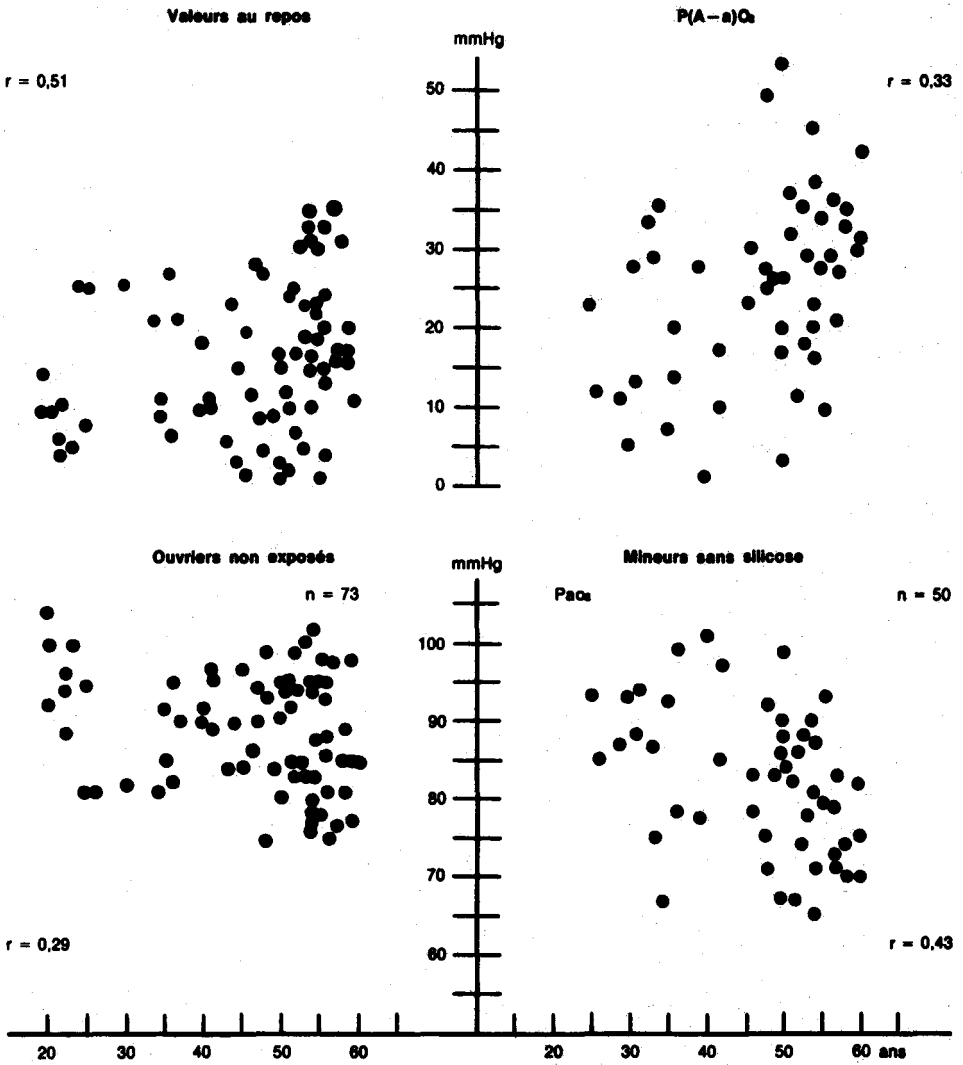 Valeurs au repos
P(A-a)O₂
mmHg
r = 0,51
r = 0,33
50
40
30
20
10
0
Ouvriers non exposés
mmHg
Mineurs sans silicose
n = 73
Pao₂
n = 50
100
90
80
70
60
r = 0,29
r = 0,43
20 30 40 50 60 20 30 40 50 60 ans